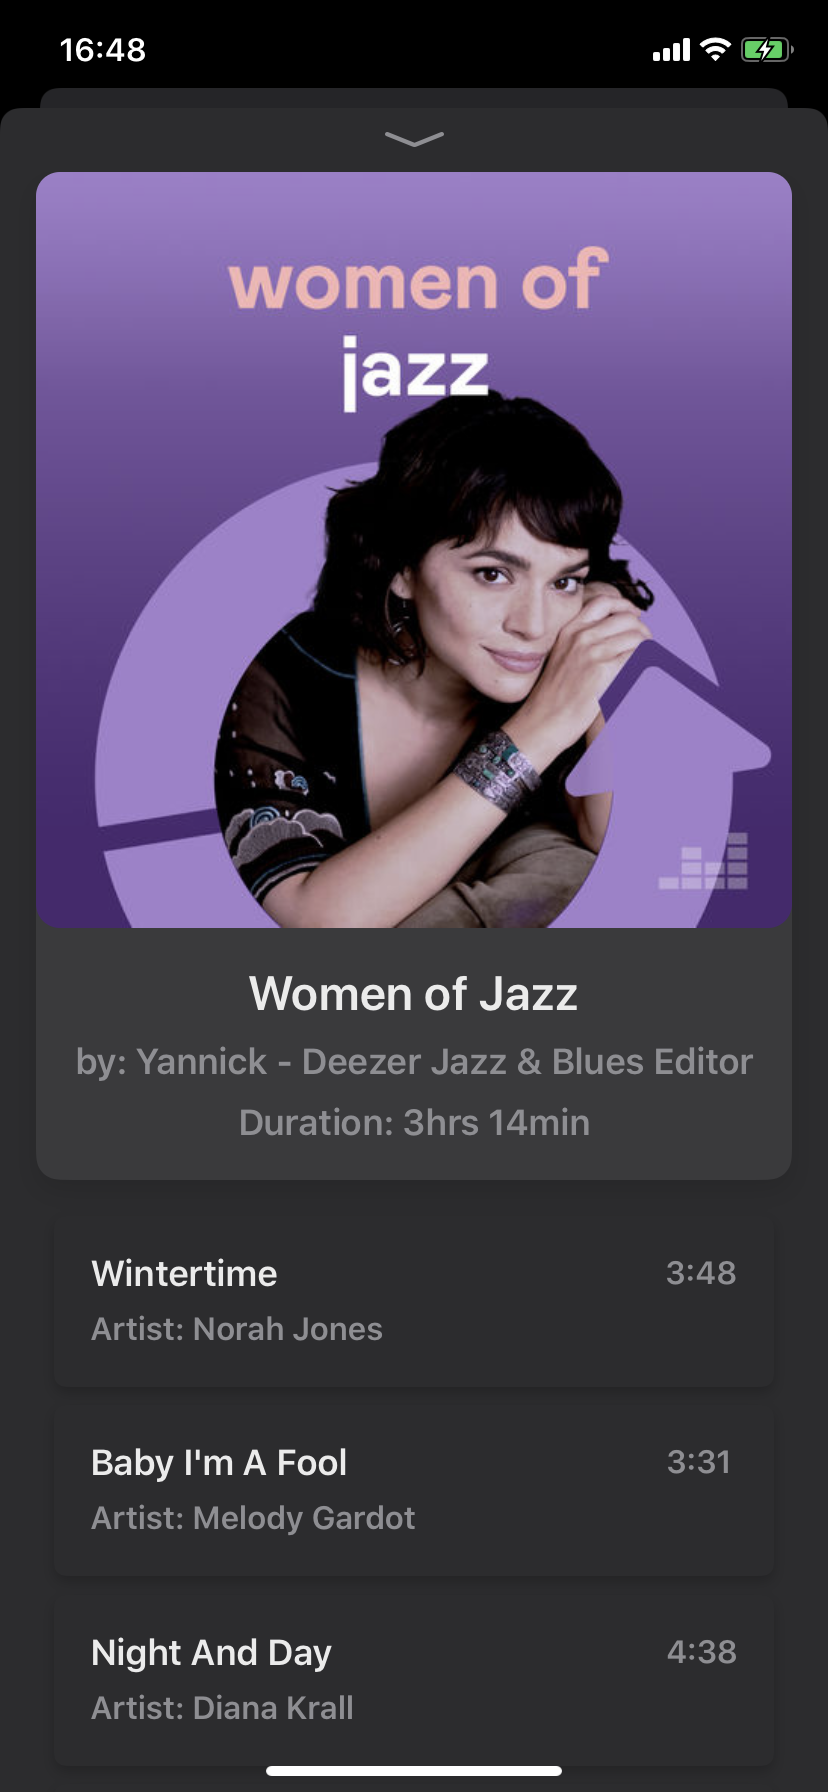 16:48
women of
jazz
Women of Jazz
by: Yannick - Deezer Jazz & Blues Editor
Duration: 3hrs 14min
Wintertime 3:48
Artist: Norah Jones
Baby I'm A Fool 3:31
Artist: Melody Gardot
Night And Day 4:38
Artist: Diana Krall